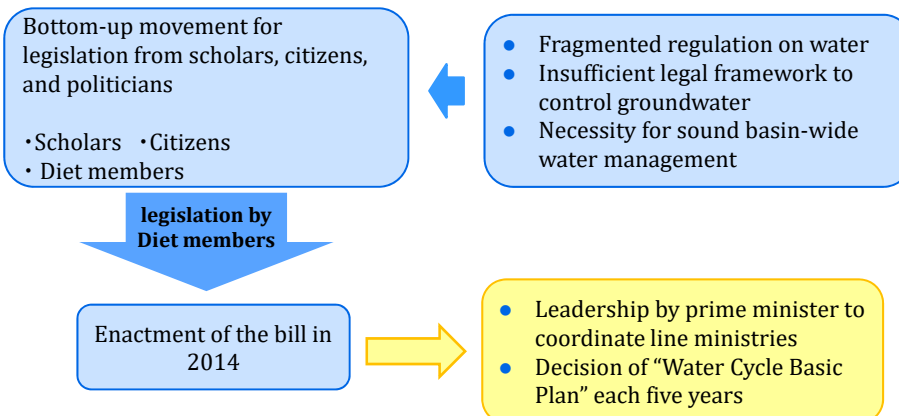 Bottom-up movement for
legislation from scholars, citizens,
and politicians
・Scholars ・Citizens
・ Diet members
● Fragmented regulation on water
● Insufficient legal framework to
control groundwater
● Necessity for sound basin-wide
water management
legislation by
Diet members
Enactment of the bill in
2014
● Leadership by prime minister to
coordinate line ministries
● Decision of “Water Cycle Basic
Plan” each five years